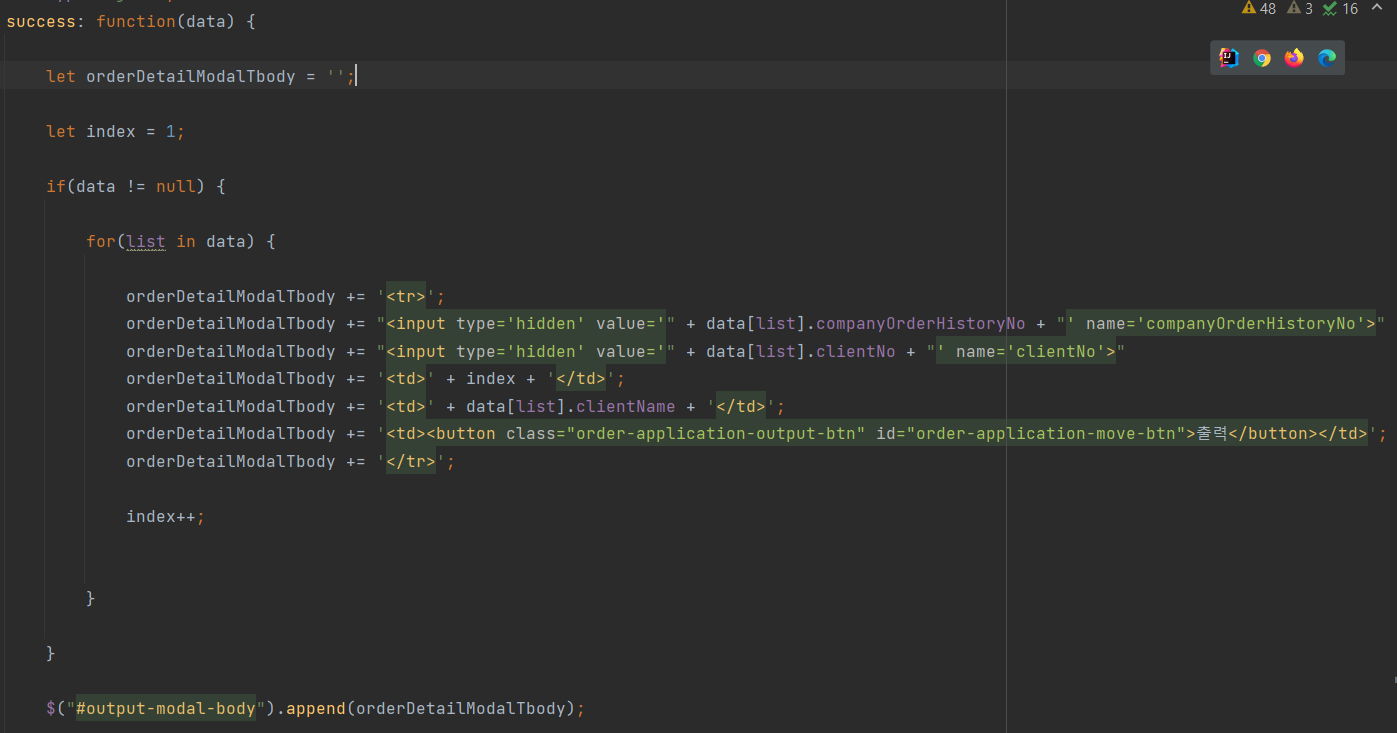 48 3 16
success: function(data) {
let orderDetailModalTbody = '';
let index = 1;
if(data != null) {
for(list in data) {
orderDetailModalTbody += '<tr>';
orderDetailModalTbody += "<input type='hidden' value='" + data[list].companyOrderHistoryNo + "' name='companyOrderHistoryNo'>"
orderDetailModalTbody += "<input type='hidden' value='" + data[list].clientNo + "' name='clientNo'>"
orderDetailModalTbody += '<td>' + index + '</td>';
orderDetailModalTbody += '<td>' + data[list].clientName + '</td>';
orderDetailModalTbody += '<td><button class="order-application-output-btn" id="order-application-move-btn">출력</button></td>';
orderDetailModalTbody += '</tr>';
index++;
}
}
$("#output-modal-body").append(orderDetailModalTbody);